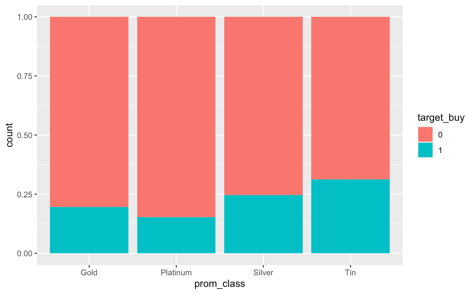 1.00
0.75
0.50
0.25
0.00
count
Gold Platinum Silver Tin
prom_class
target_buy
0
1